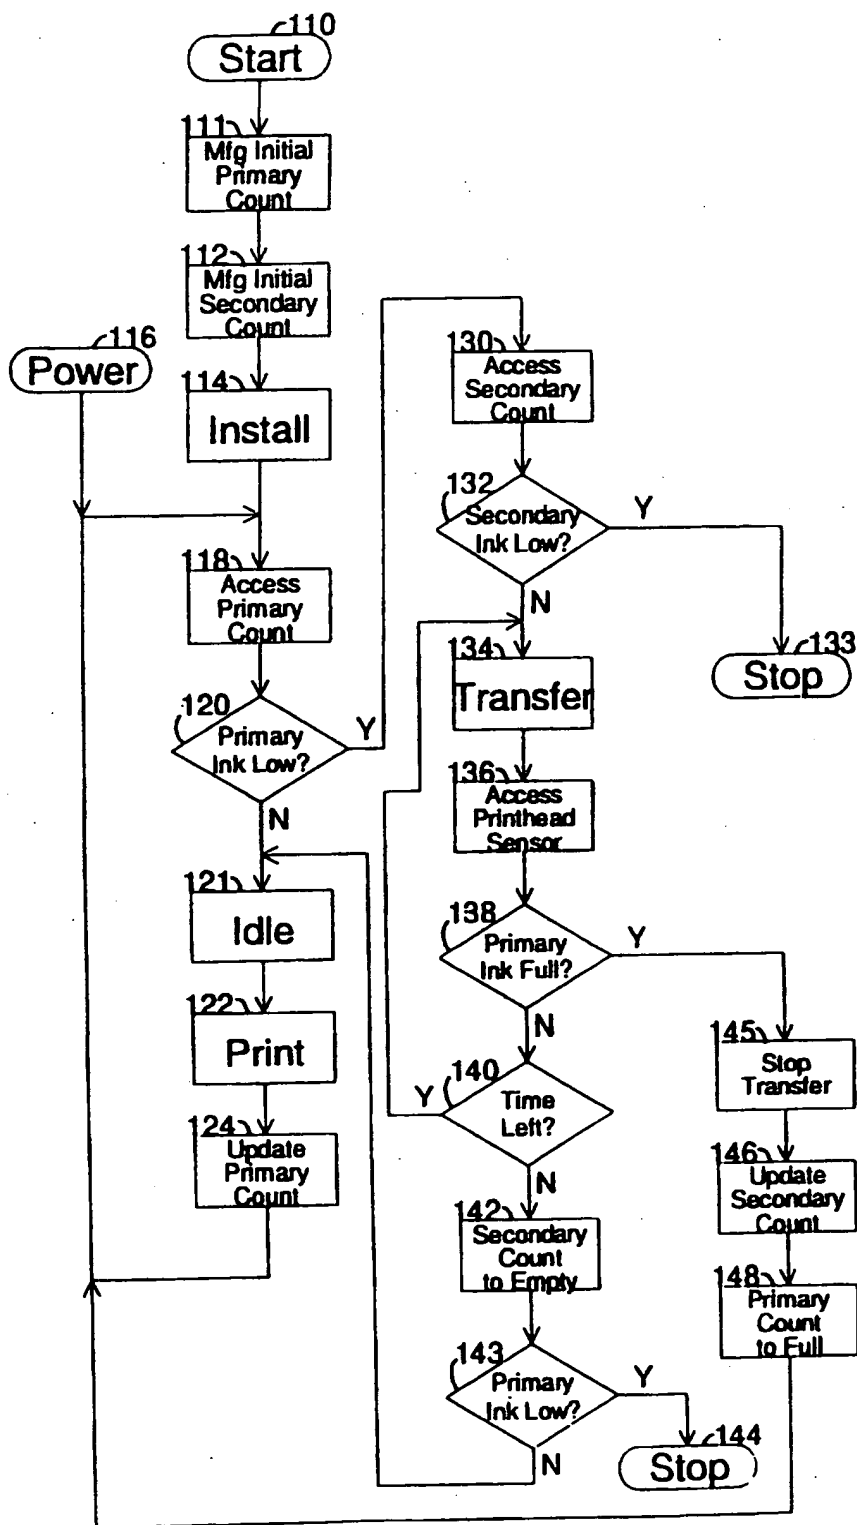 110
Start
111
Mfg Initial
Primary
Count
112
Mfg Initial
Secondary
Count
116
Power
114
Install
118
Access
Primary
Count
120
Primary
Ink Low?
Y
N
121
Idle
122
Print
124
Update
Primary
Count
130
Access
Secondary
Count
132
Secondary
Ink Low?
Y
N
133
Stop
134
Transfer
136
Access
Printhead
Sensor
138
Primary
Ink Full?
Y
N
140
Time
Left?
Y
N
142
Secondary
Count
to Empty
143
Primary
Ink Low?
Y
N
144
Stop
145
Stop
Transfer
146
Update
Secondary
Count
148
Primary
Count
to Full